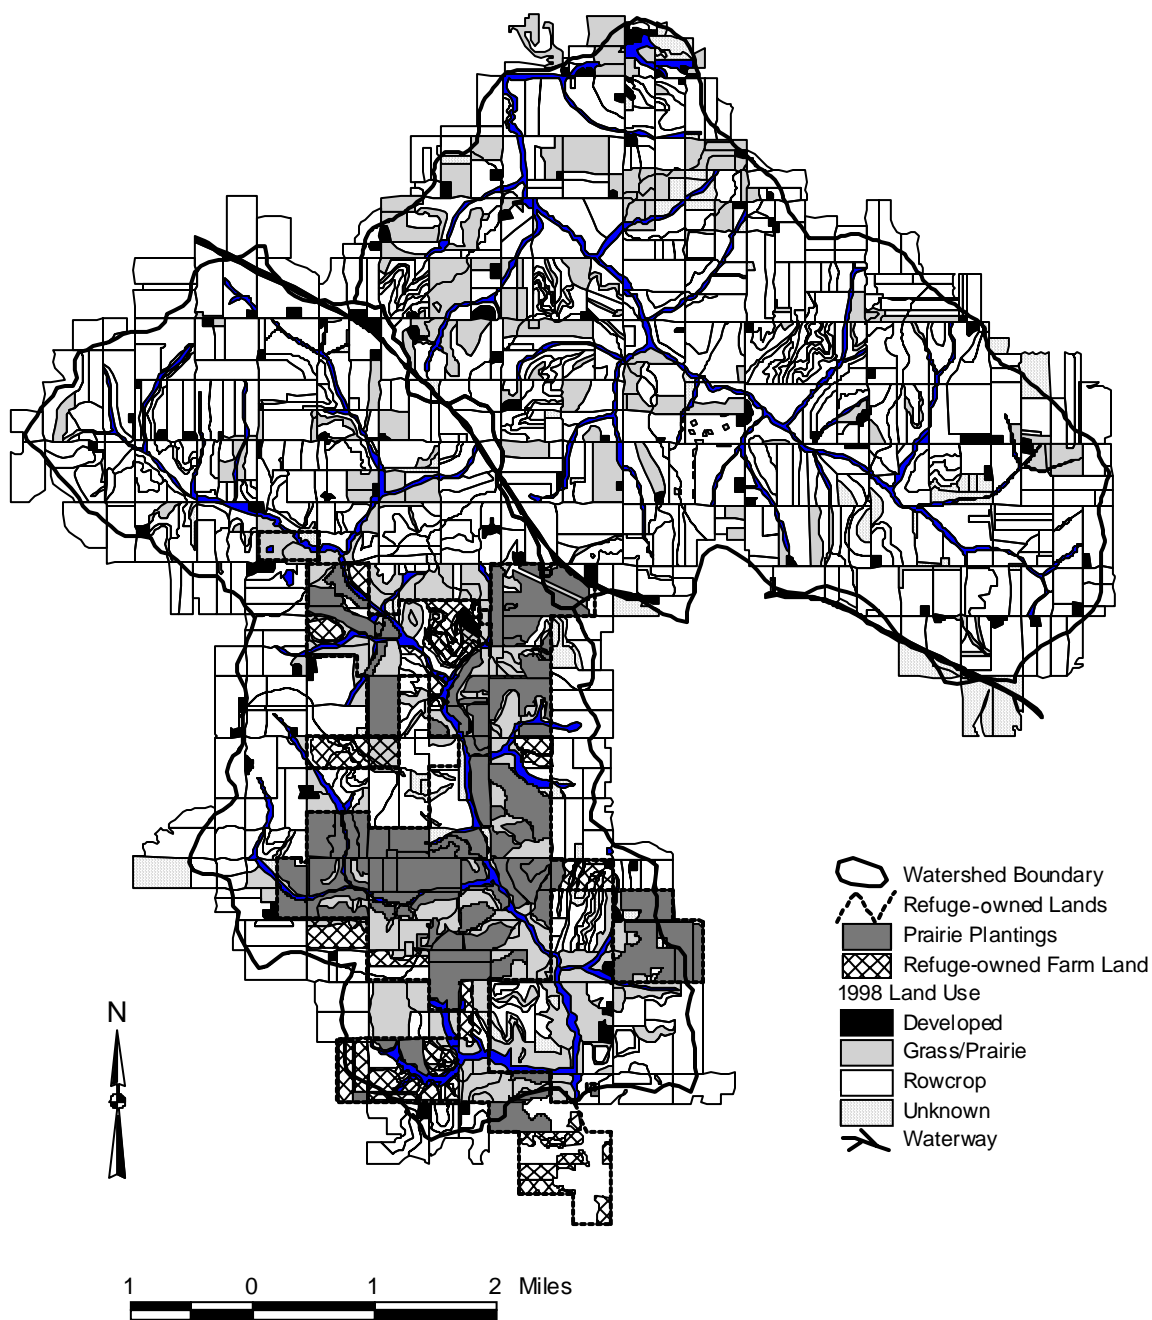 Watershed Boundary
Refuge-owned Lands
Prairie Plantings
Refuge-owned Farm Land
1998 Land Use
Developed
Grass/Prairie
Rowcrop
Unknown
Waterway
N
1 0 1 2 Miles